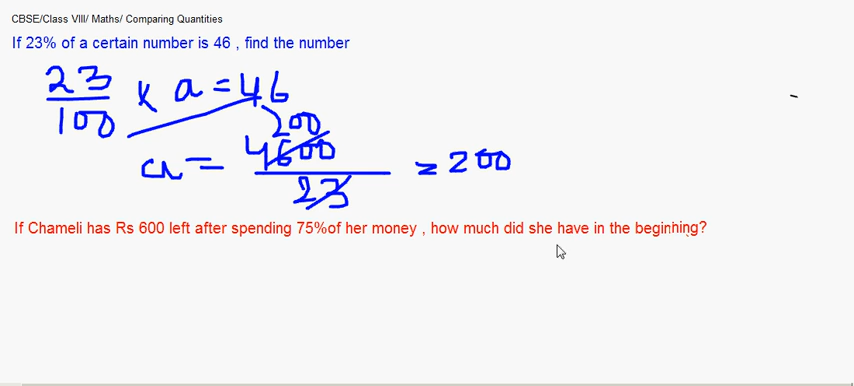 CBSE/Class VIII/ Maths/ Comparing Quantities
If 23% of a certain number is 46 , find the number
23/100 x a = 46
200
a = 4600/23 = 200
If Chameli has Rs 600 left after spending 75%of her money , how much did she have in the beginhing?